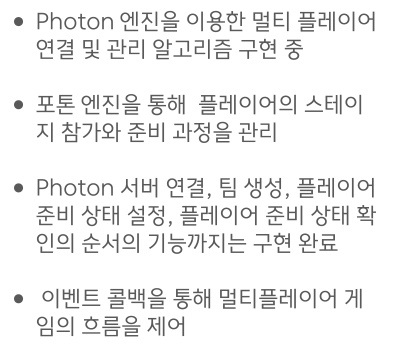 • Photon 엔진을 이용한 멀티 플레이어
연결 및 관리 알고리즘 구현 중
• 포톤 엔진을 통해  플레이어의 스테이
지 참가와 준비 과정을 관리
• Photon 서버 연결, 팀 생성, 플레이어
준비 상태 설정, 플레이어 준비 상태 확
인의 순서의 기능까지는 구현 완료
•  이벤트 콜백을 통해 멀티플레이어 게
임의 흐름을 제어